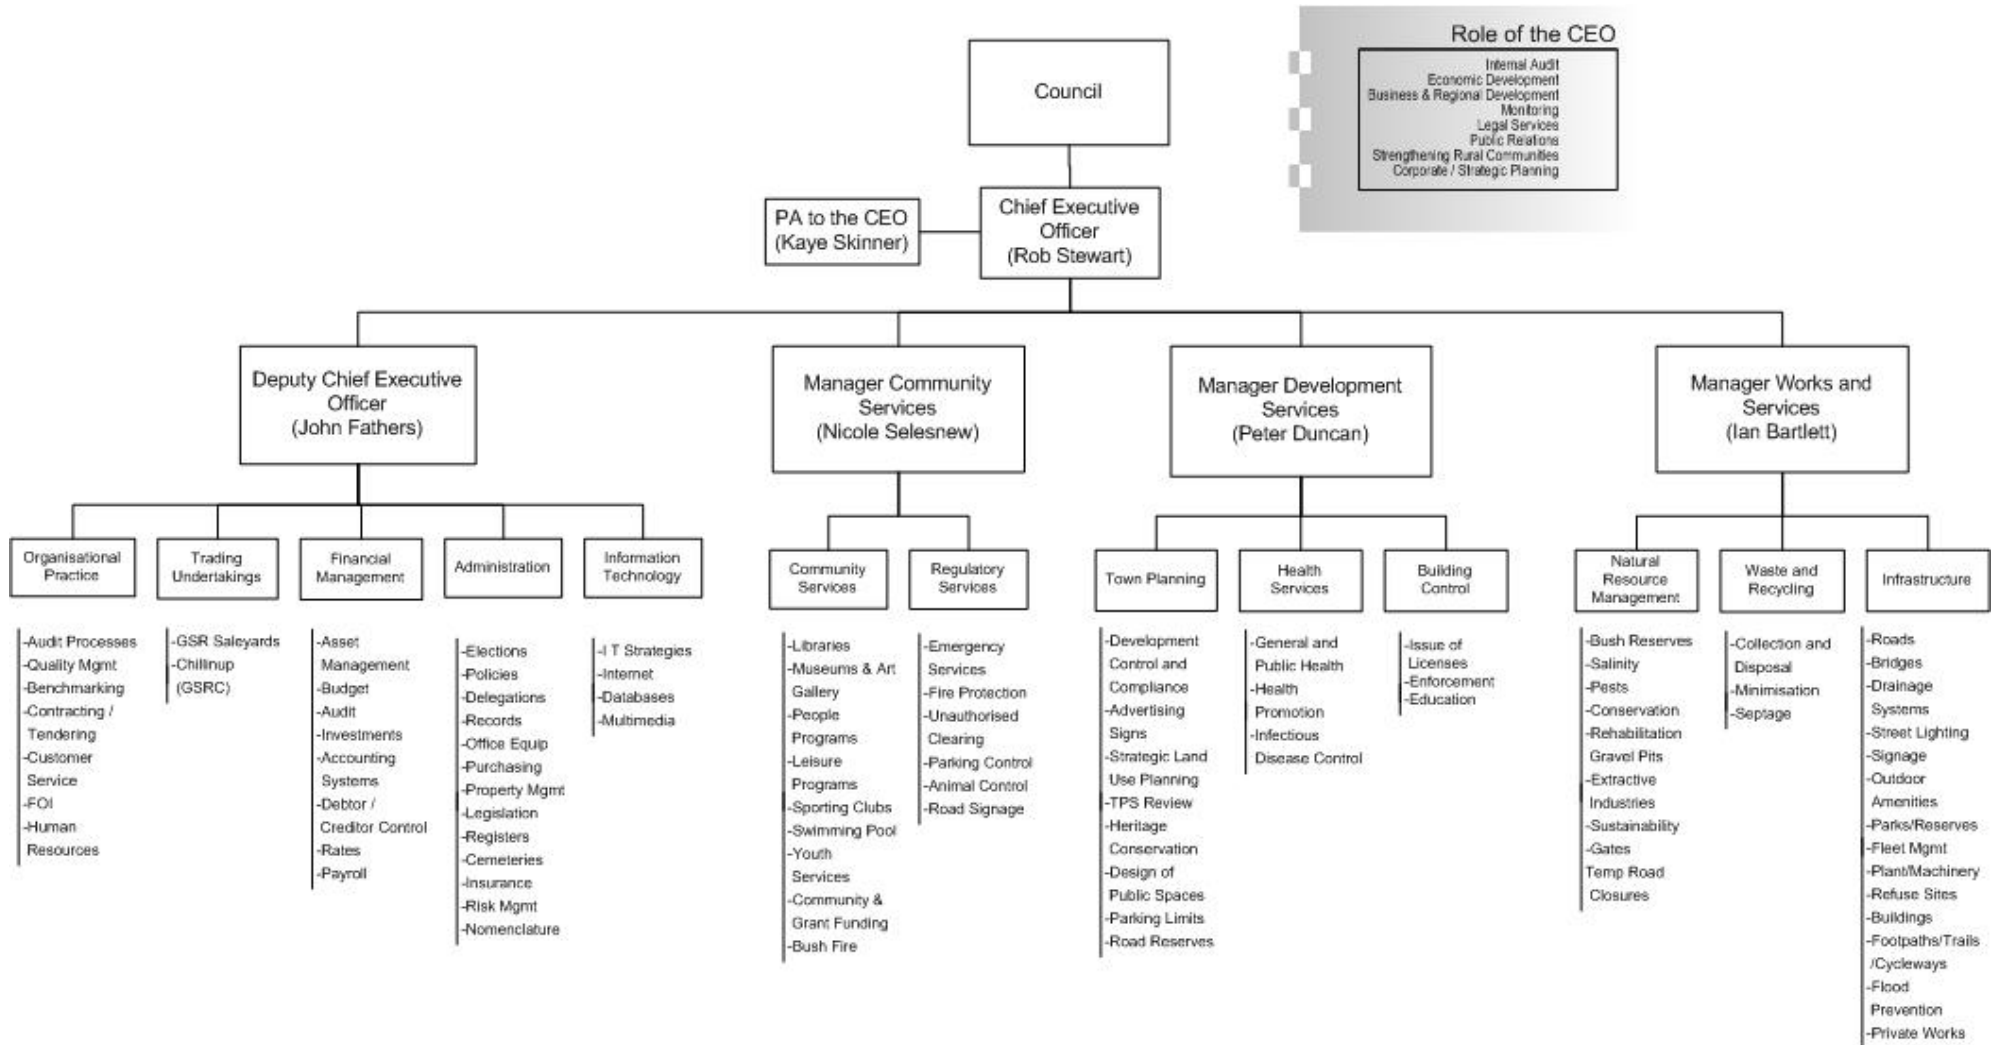 Role of the CEO
Internal Audit
Economic Development
Business & Regional Development
Monitoring
Legal Services
Public Relations
Strengthening Rural Communities
Corporate / Strategic Planning
Council
PA to the CEO
(Kaye Skinner)
Chief Executive
Officer
(Rob Stewart)
Deputy Chief Executive
Officer
(John Fathers)
Manager Community
Services
(Nicole Selesnew)
Manager Development
Services
(Peter Duncan)
Manager Works and
Services
(Ian Bartlett)
Organisational
Practice
Trading
Undertakings
Financial
Management
Administration
Information
Technology
Community
Services
Regulatory
Services
Town Planning
Health
Services
Building
Control
Natural
Resource
Management
Waste and
Recycling
Infrastructure
-Audit Processes
-Quality Mgmt
-Benchmarking
-Contracting /
Tendering
-Customer
Service
-FOI
-Human
Resources
-GSR Saleyards
-Chillinup
(GSRC)
-Asset
Management
-Budget
-Audit
-Investments
-Accounting
Systems
-Debtor /
Creditor Control
-Rates
-Payroll
-Elections
-Policies
-Delegations
-Records
-Office Equip
-Purchasing
-Property Mgmt
-Legislation
-Registers
-Cemeteries
-Insurance
-Risk Mgmt
-Nomenclature
-I T Strategies
-Internet
-Databases
-Multimedia
-Libraries
-Museums & Art
Gallery
-People
Programs
-Leisure
Programs
-Sporting Clubs
-Swimming Pool
-Youth
Services
-Community &
Grant Funding
-Bush Fire
-Emergency
Services
-Fire Protection
-Unauthorised
Clearing
-Parking Control
-Animal Control
-Road Signage
-Development
Control and
Compliance
-Advertising
Signs
-Strategic Land
Use Planning
-TPS Review
-Heritage
Conservation
-Design of
Public Spaces
-Parking Limits
-Road Reserves
-General and
Public Health
-Health
Promotion
-Infectious
Disease Control
-Issue of
Licenses
-Enforcement
-Education
-Bush Reserves
-Salinity
-Pests
-Conservation
-Rehabilitation
Gravel Pits
-Extractive
Industries
-Sustainability
-Gates
Temp Road
Closures
-Collection and
Disposal
-Minimisation
-Septage
-Roads
-Bridges
-Drainage
Systems
-Street Lighting
-Signage
-Outdoor
Amenities
-Parks/Reserves
-Fleet Mgmt
-Plant/Machinery
-Refuse Sites
-Buildings
-Footpaths/Trails
/Cycleways
-Flood
Prevention
-Private Works